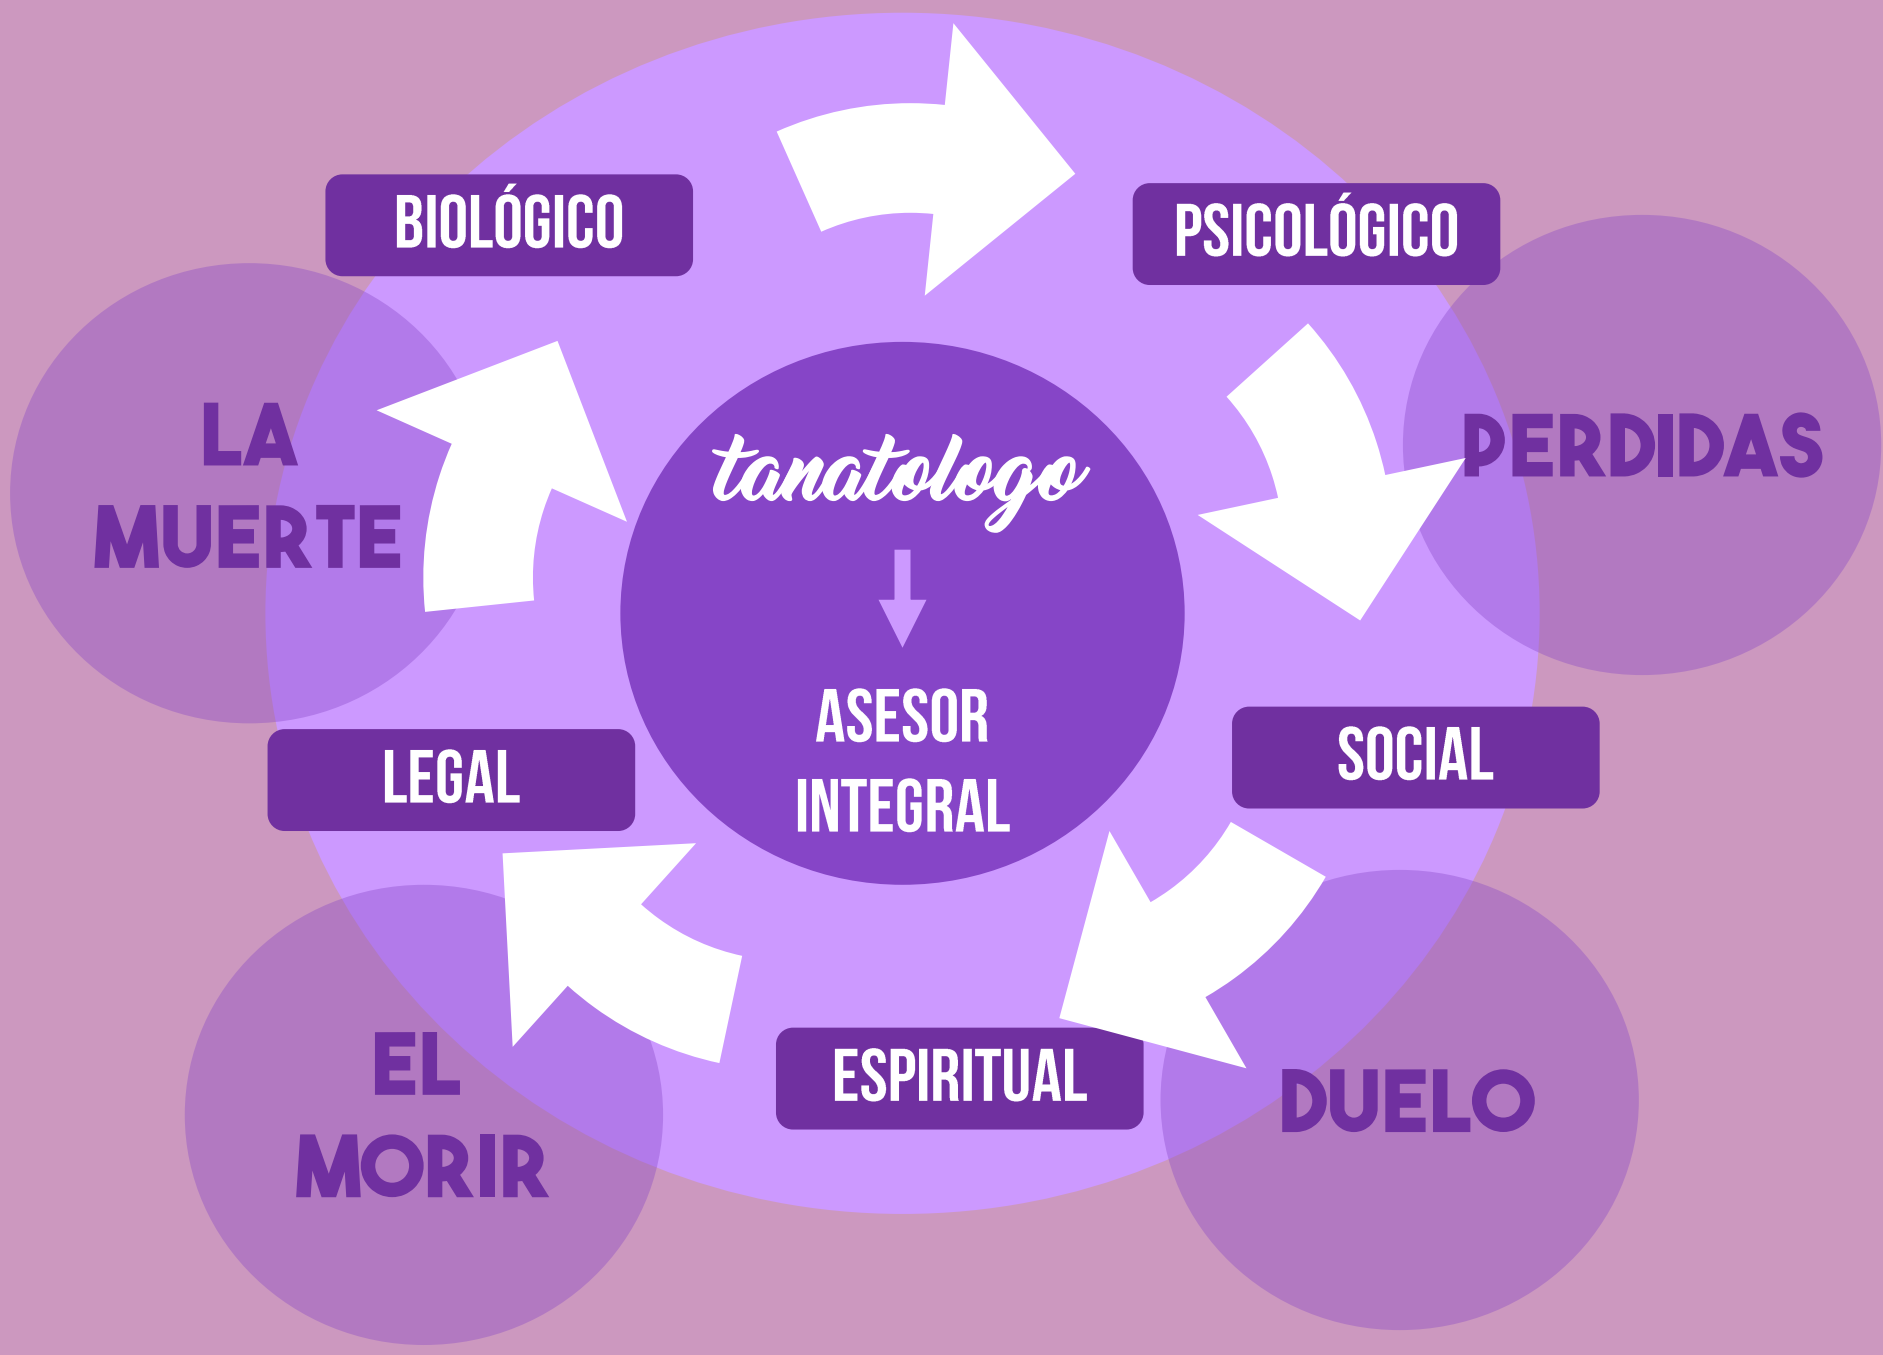 BIOLÓGICO
PSICOLÓGICO
LA
MUERTE
PERDIDAS
tanatologo
ASESOR
INTEGRAL
LEGAL
SOCIAL
EL
MORIR
ESPIRITUAL
DUELO